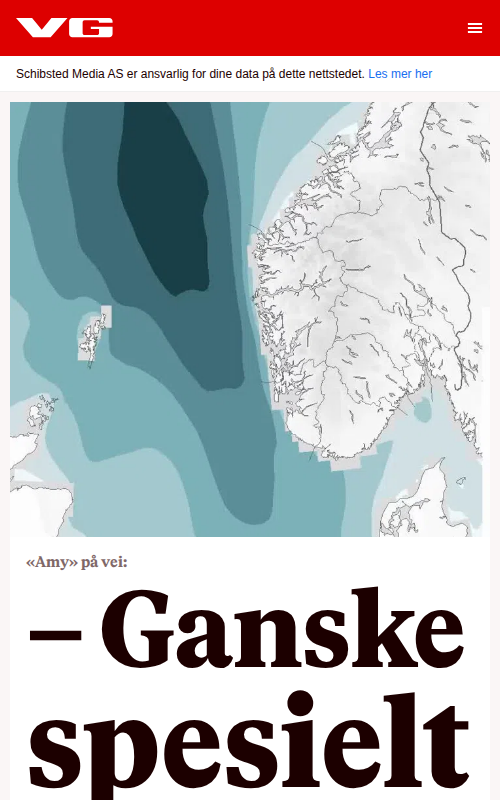 VG
Schibsted Media AS er ansvarlig for dine data på dette nettstedet. Les mer her
«Amy» på vei:
– Ganske
spesielt